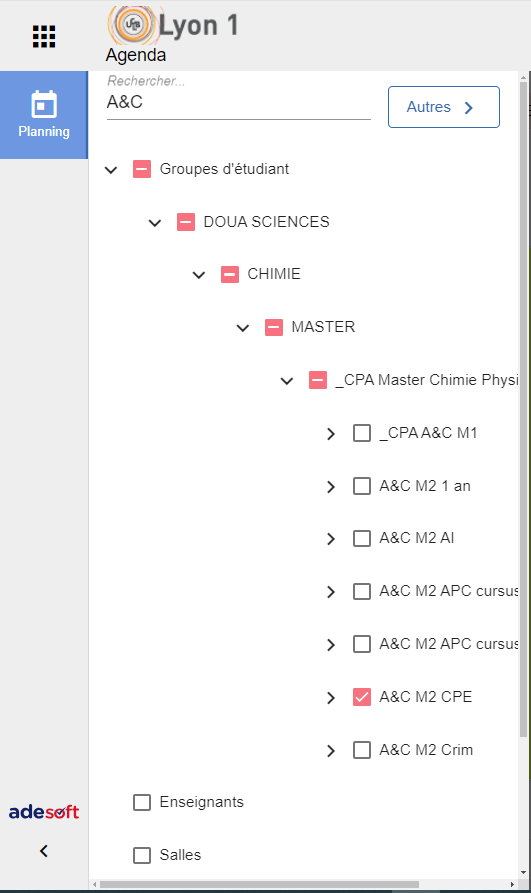 UCB Lyon 1
Agenda
Rechercher...
A&C
Autres
Planning
Groupes d'étudiant
DOUA SCIENCES
CHIMIE
MASTER
_CPA Master Chimie Physi
_CPA A&C M1
A&C M2 1 an
A&C M2 AI
A&C M2 APC cursus
A&C M2 APC cursus
A&C M2 CPE
A&C M2 Crim
Enseignants
adesoft
Salles